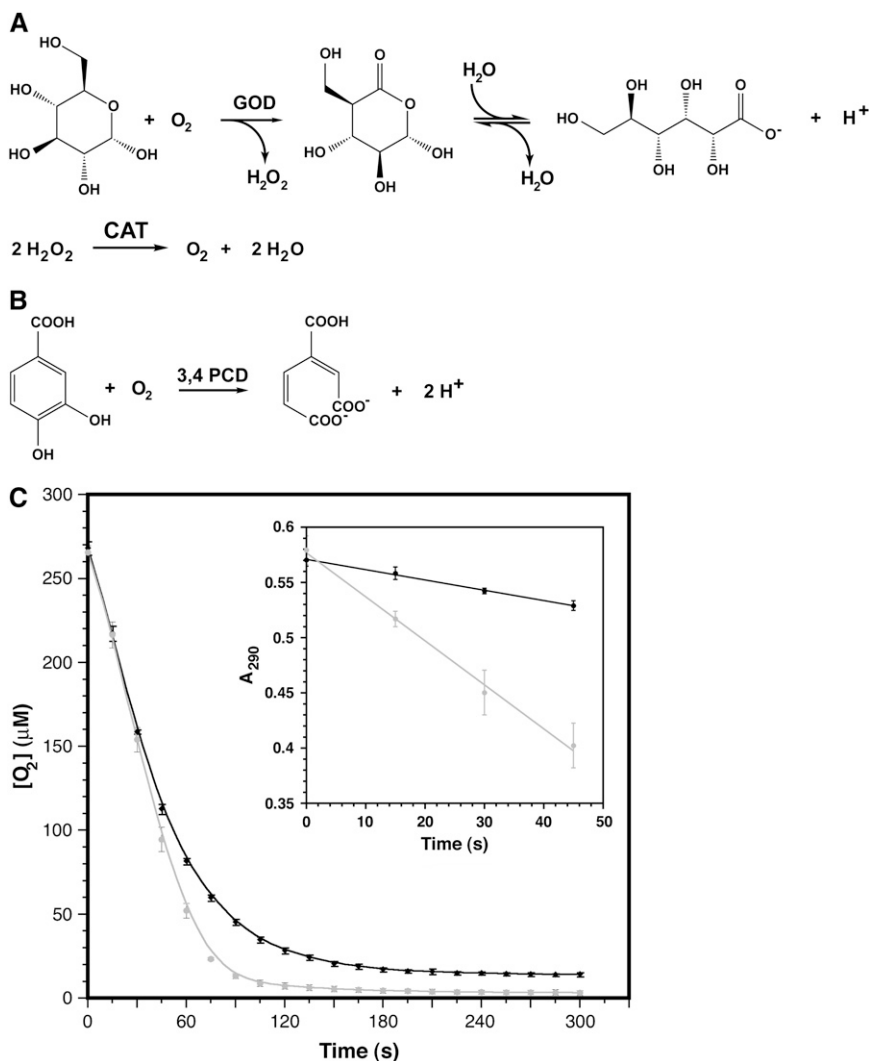 A
HO
HO
HO
O
OH
OH
OH
+ O2
GOD
H2O2
OH
O
O
HO
OH
OH
H2O
H2O
OH
OH
O
HO
O-
OH
OH
+ H+
2 H2O2
CAT
O2 + 2 H2O
B
COOH
OH
OH
+ O2
3,4 PCD
COOH
COO-
COO-
+ 2 H+
C
300
250
200
150
100
50
0
[O2] (µM)
0 60 120 180 240 300
Time (s)
0.6
0.55
0.5
0.45
0.4
0.35
A290
0 10 20 30 40 50
Time (s)